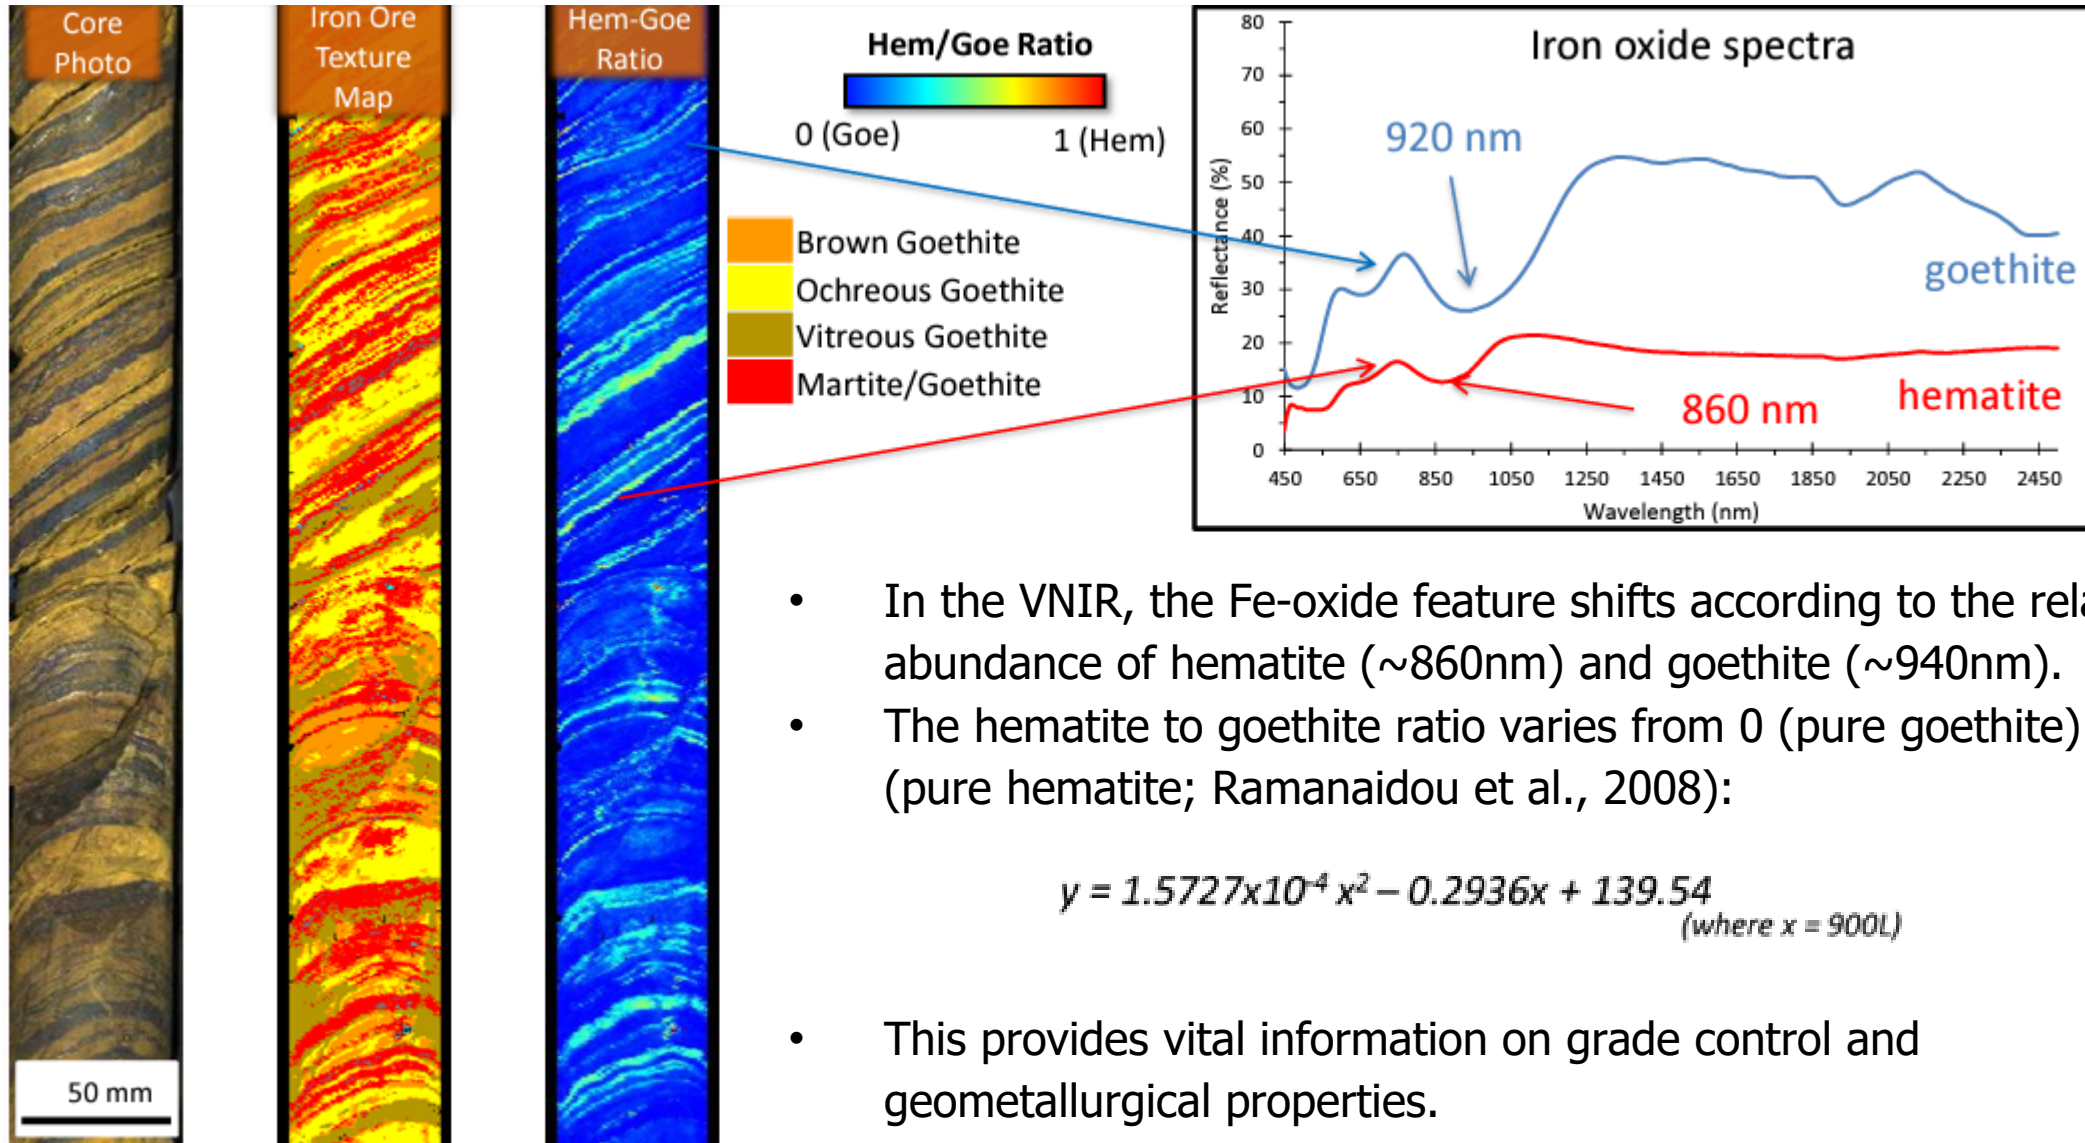 Core
Photo
Iron Ore
Texture
Map
Hem-Goe
Ratio
Hem/Goe Ratio
0 (Goe)
1 (Hem)
Brown Goethite
Ochreous Goethite
Vitreous Goethite
Martite/Goethite
50 mm
Iron oxide spectra
80
70
60
50
40
30
20
10
0
Reflectance (%)
920 nm
goethite
860 nm
hematite
450 650 850 1050 1250 1450 1650 1850 2050 2250 2450
Wavelength (nm)
• In the VNIR, the Fe-oxide feature shifts according to the rela
abundance of hematite (~860nm) and goethite (~940nm).
• The hematite to goethite ratio varies from 0 (pure goethite)
(pure hematite; Ramanaidou et al., 2008):
y = 1.5727x10⁻⁴ x² – 0.2936x + 139.54
(where x = 900L)
• This provides vital information on grade control and
geometallurgical properties.